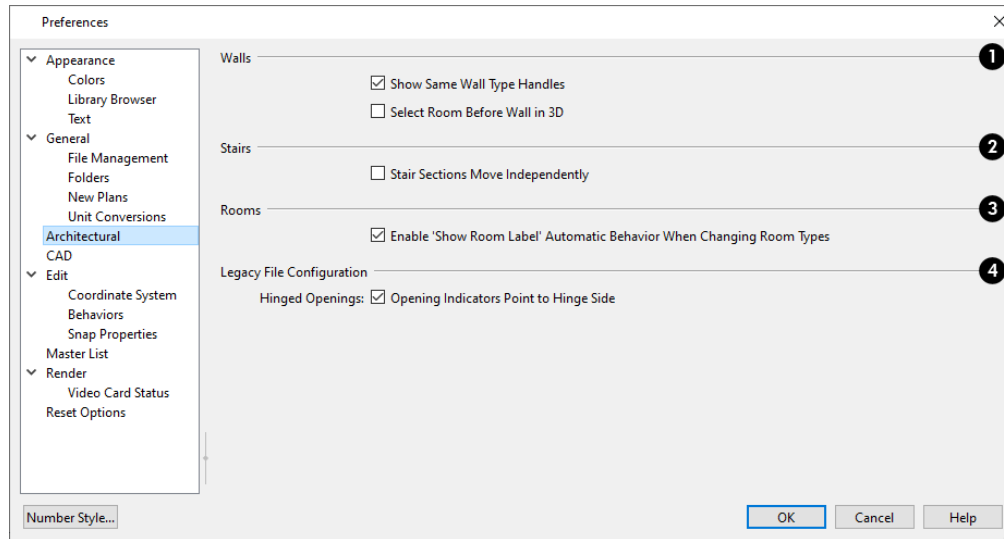 Preferences
Appearance
Colors
Library Browser
Text
General
File Management
Folders
New Plans
Unit Conversions
Architectural
CAD
Edit
Coordinate System
Behaviors
Snap Properties
Master List
Render
Video Card Status
Reset Options
Walls 1
Show Same Wall Type Handles
Select Room Before Wall in 3D
Stairs 2
Stair Sections Move Independently
Rooms 3
Enable 'Show Room Label' Automatic Behavior When Changing Room Types
Legacy File Configuration 4
Hinged Openings: Opening Indicators Point to Hinge Side
Number Style... OK Cancel Help